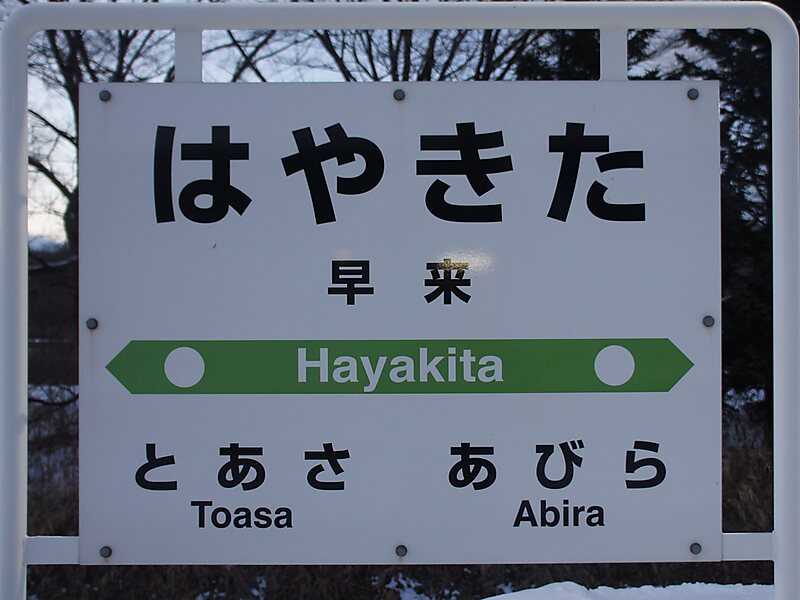 はやきた
早来
Hayakita
とあさ あびら
Toasa Abira